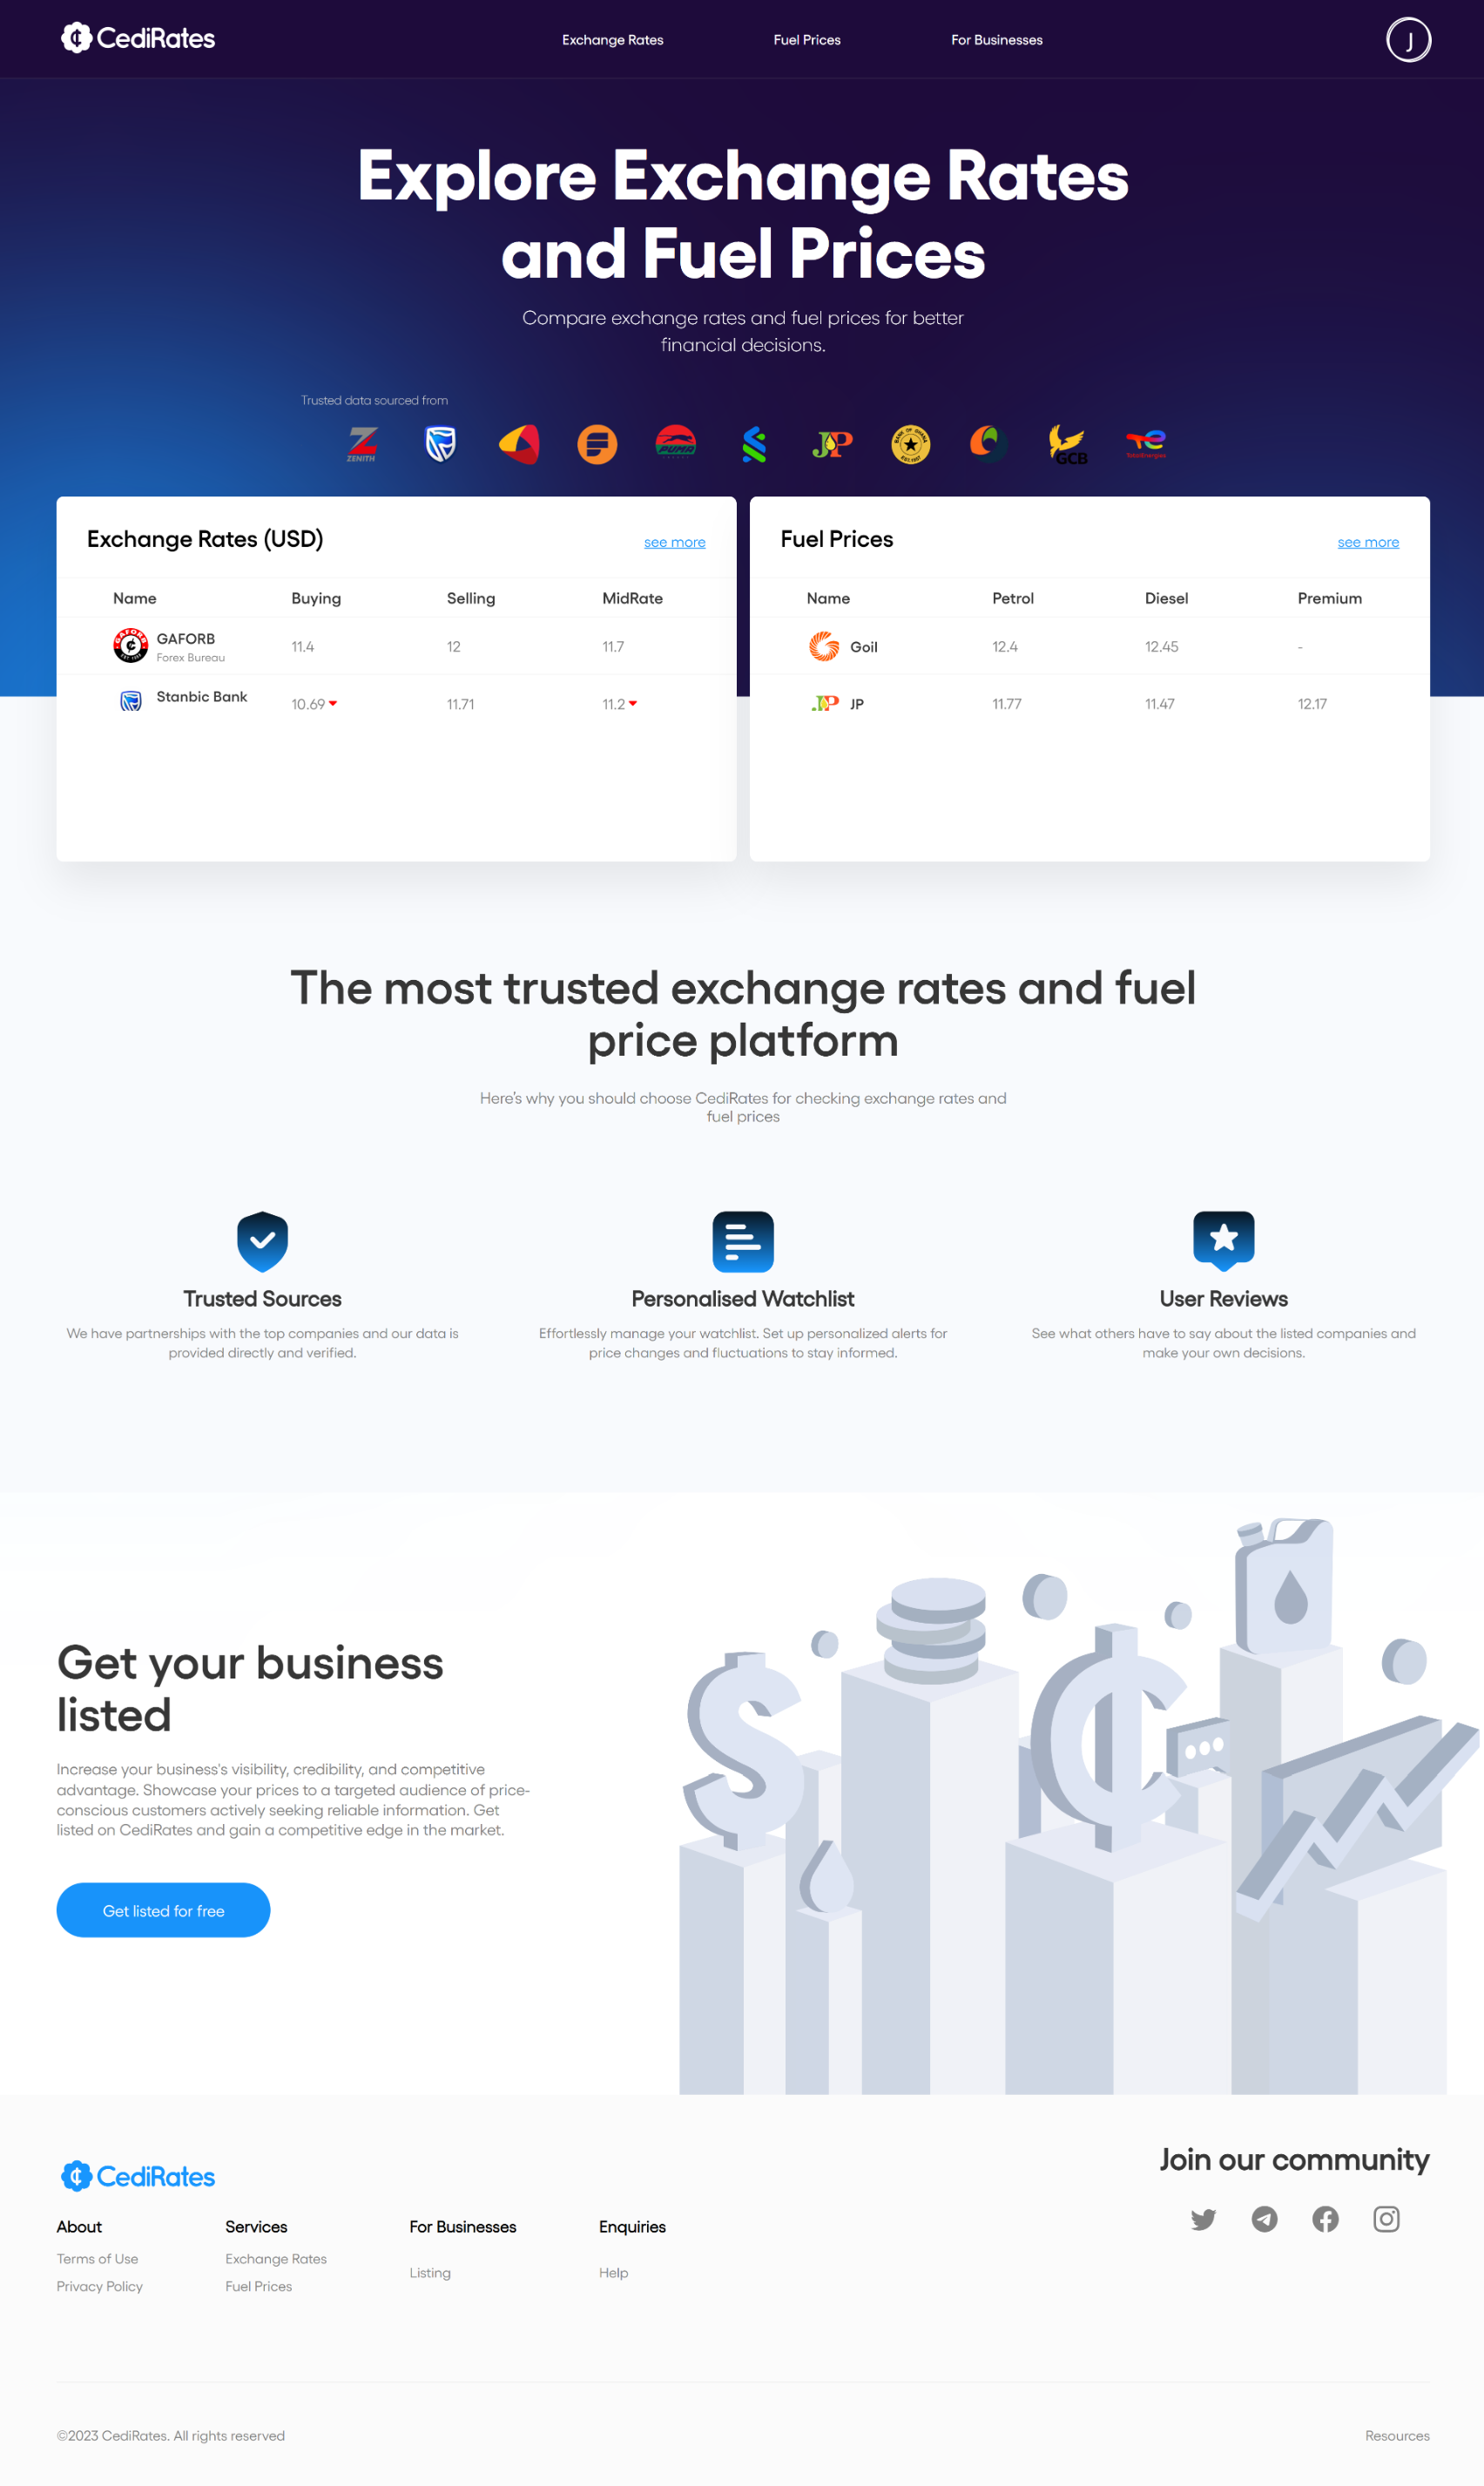 CediRates
Exchange Rates
Fuel Prices
For Businesses
J
Explore Exchange Rates
and Fuel Prices
Compare exchange rates and fuel prices for better
financial decisions.
Trusted data sourced from
ZENITH
PUMA
JP
BANK OF GHANA
EST. 1957
GCB
TotalEnergies
Exchange Rates (USD)
see more
Name Buying Selling MidRate
GAFORB
Forex Bureau
11.4 12 11.7
Stanbic Bank
10.69 11.71 11.2
Fuel Prices
see more
Name Petrol Diesel Premium
Goil 12.4 12.45 -
JP JP 11.77 11.47 12.17
The most trusted exchange rates and fuel
price platform
Here's why you should choose CediRates for checking exchange rates and
fuel prices
Trusted Sources
We have partnerships with the top companies and our data is
provided directly and verified.
Personalised Watchlist
Effortlessly manage your watchlist. Set up personalized alerts for
price changes and fluctuations to stay informed.
User Reviews
See what others have to say about the listed companies and
make your own decisions.
Get your business
listed
Increase your business's visibility, credibility, and competitive
advantage. Showcase your prices to a targeted audience of price-
conscious customers actively seeking reliable information. Get
listed on CediRates and gain a competitive edge in the market.
Get listed for free
CediRates
About
Terms of Use
Privacy Policy
Services
Exchange Rates
Fuel Prices
For Businesses
Listing
Enquiries
Help
Join our community
©2023 CediRates. All rights reserved
Resources